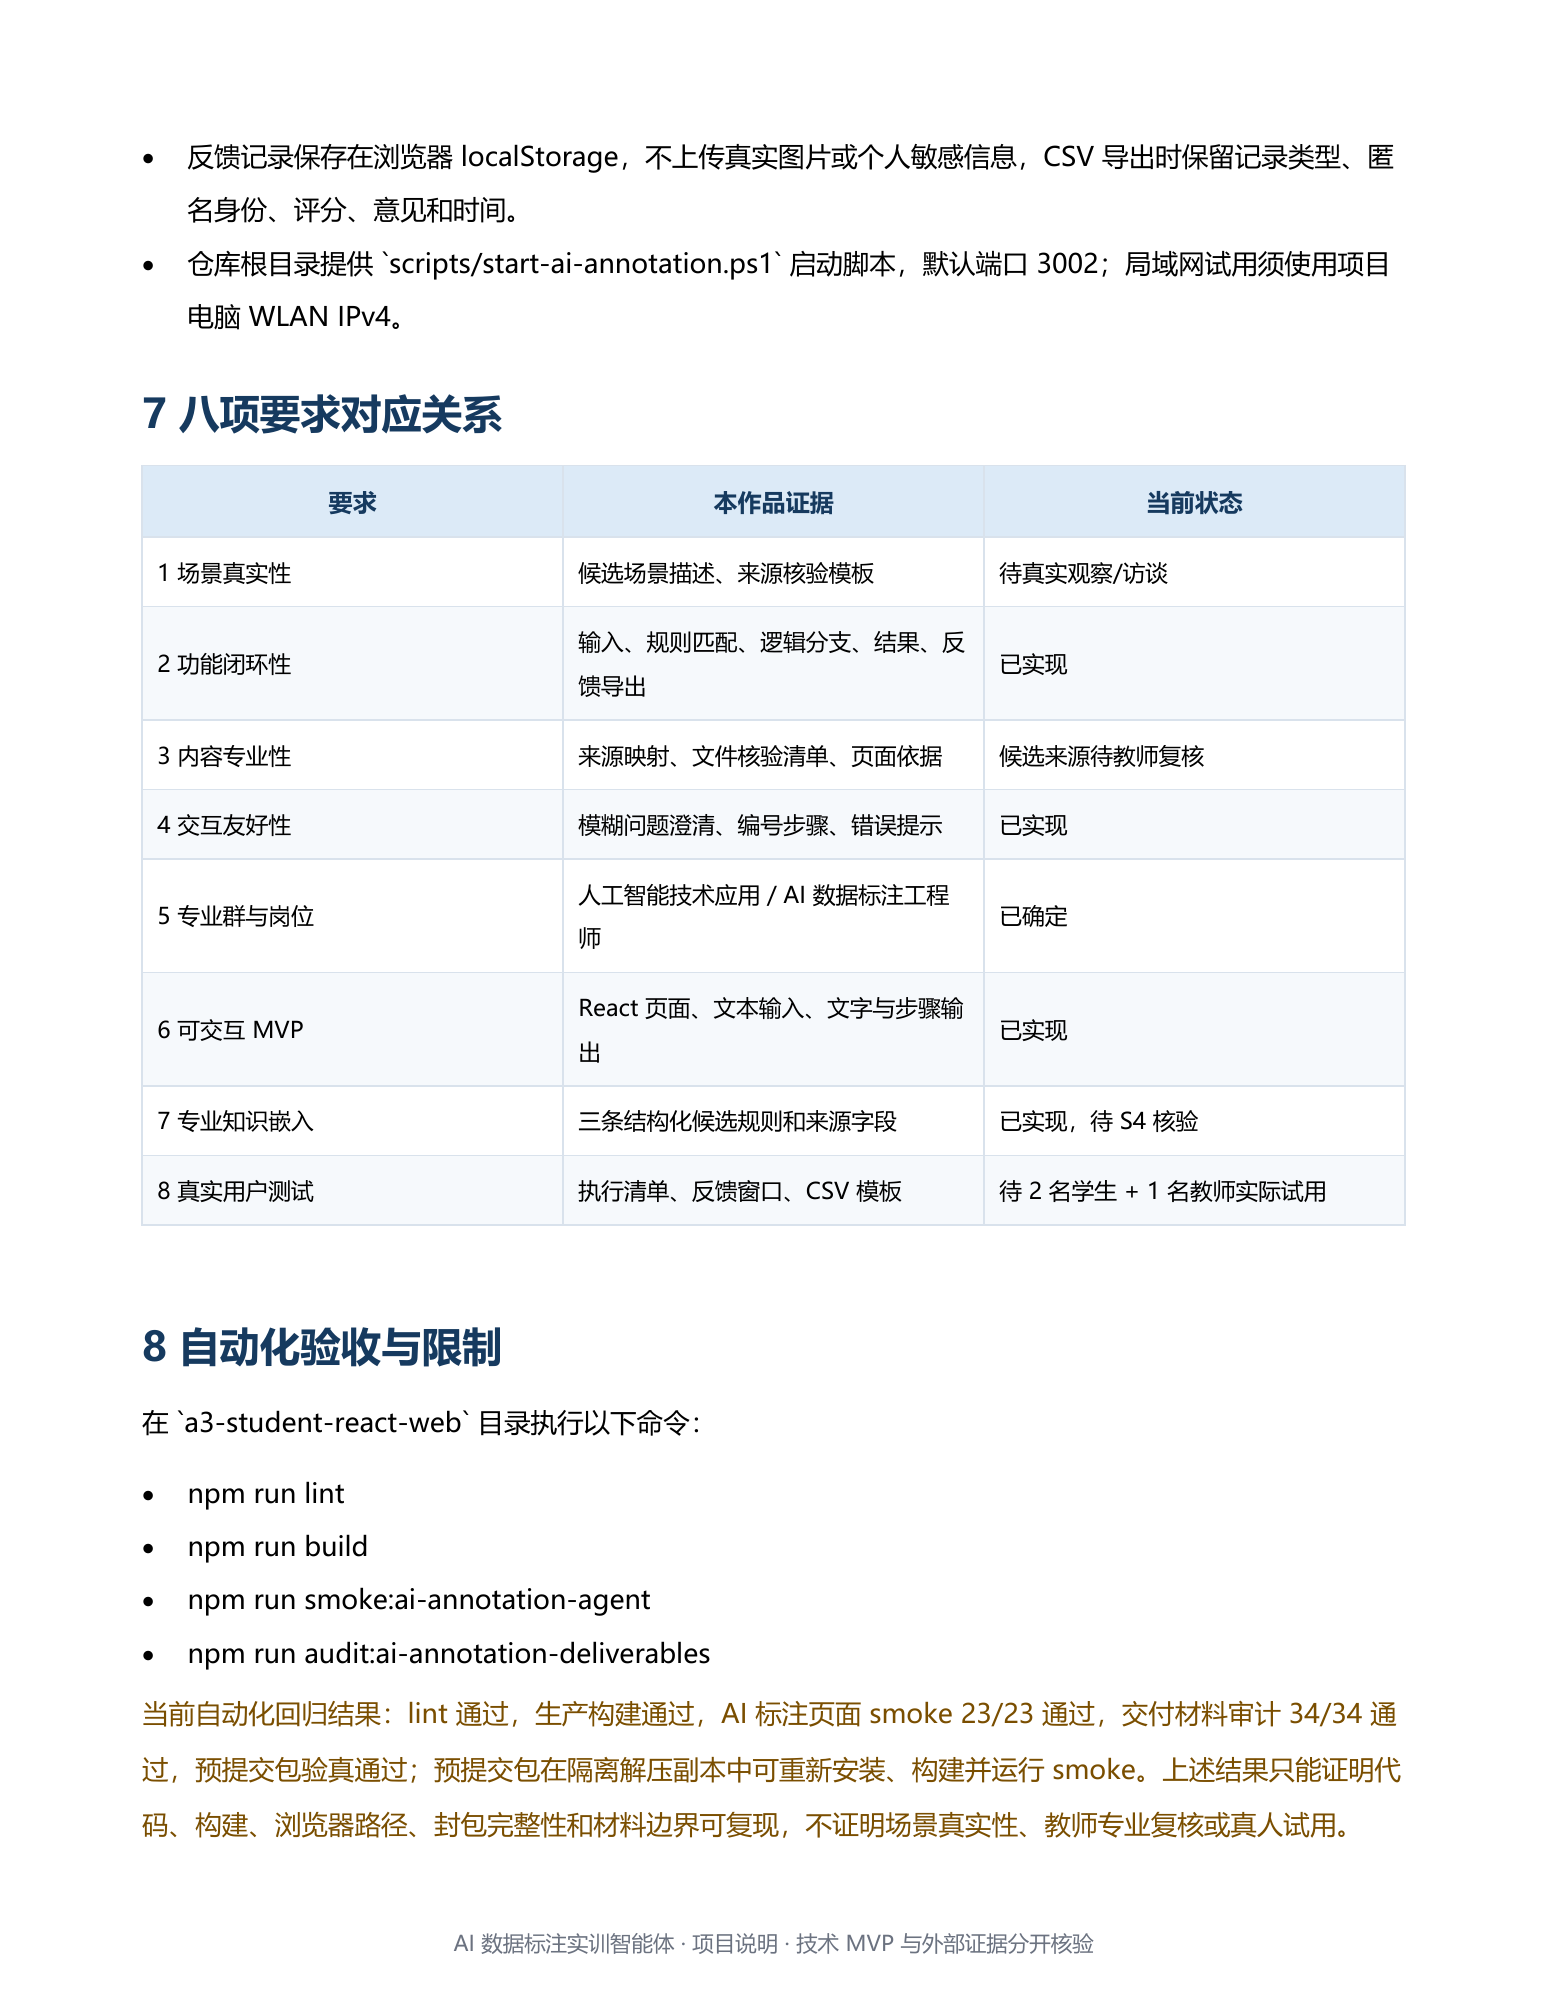 • 反馈记录保存在浏览器 localStorage，不上传真实图片或个人敏感信息，CSV 导出时保留记录类型、匿
名身份、评分、意见和时间。
• 仓库根目录提供 `scripts/start-ai-annotation.ps1` 启动脚本，默认端口 3002；局域网试用须使用项目
电脑 WLAN IPv4。
7 八项要求对应关系
要求 本作品证据 当前状态
1 场景真实性 候选场景描述、来源核验模板 待真实观察/访谈
2 功能闭环性 输入、规则匹配、逻辑分支、结果、反
馈导出 已实现
3 内容专业性 来源映射、文件核验清单、页面依据 候选来源待教师复核
4 交互友好性 模糊问题澄清、编号步骤、错误提示 已实现
5 专业群与岗位 人工智能技术应用 / AI 数据标注工程
师 已确定
6 可交互 MVP React 页面、文本输入、文字与步骤输
出 已实现
7 专业知识嵌入 三条结构化候选规则和来源字段 已实现，待 S4 核验
8 真实用户测试 执行清单、反馈窗口、CSV 模板 待 2 名学生 + 1 名教师实际试用
8 自动化验收与限制
在 `a3-student-react-web` 目录执行以下命令：
• npm run lint
• npm run build
• npm run smoke:ai-annotation-agent
• npm run audit:ai-annotation-deliverables
当前自动化回归结果：lint 通过，生产构建通过，AI 标注页面 smoke 23/23 通过，交付材料审计 34/34 通
过，预提交包验真通过；预提交包在隔离解压副本中可重新安装、构建并运行 smoke。上述结果只能证明代
码、构建、浏览器路径、封包完整性和材料边界可复现，不证明场景真实性、教师专业复核或真人试用。
AI 数据标注实训智能体 · 项目说明 · 技术 MVP 与外部证据分开核验